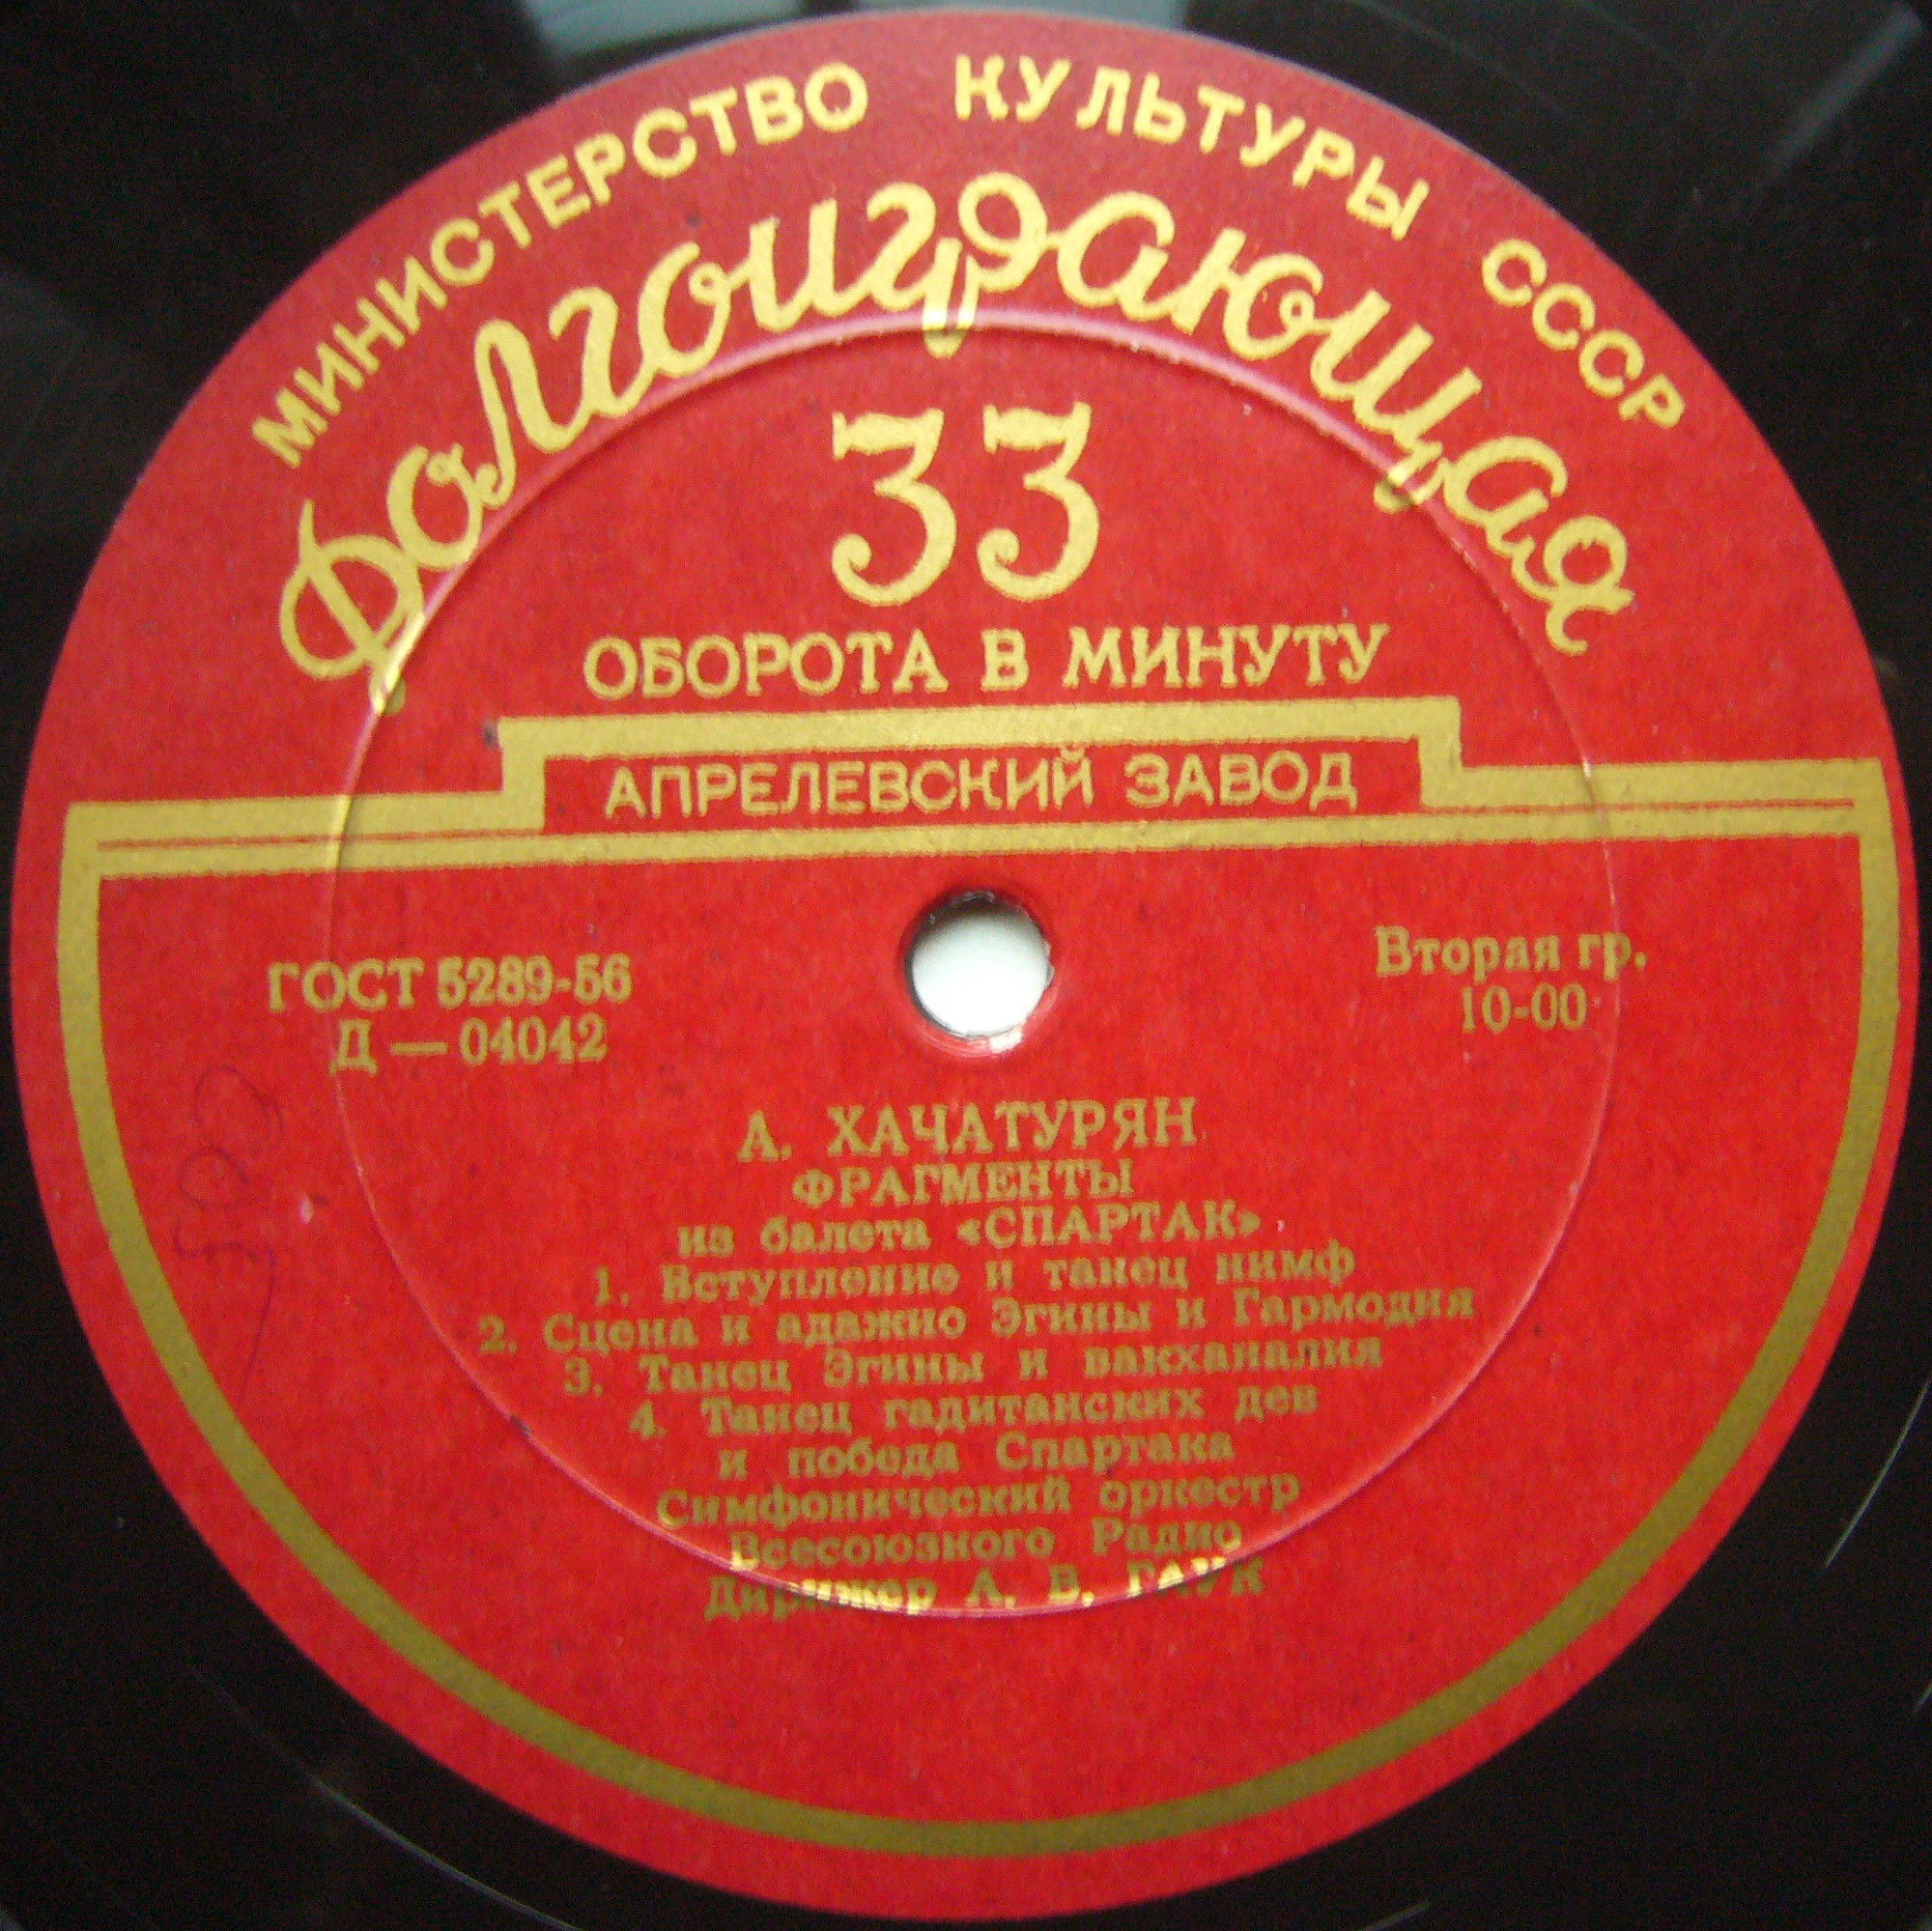 МИНИСТЕРСТВО КУЛЬТУРЫ СССР
Долгоиграющая
33
ОБОРОТА В МИНУТУ
АПРЕЛЕВСКИЙ ЗАВОД
ГОСТ 5289-56
Д — 04042
Вторая гр.
10-00
А. ХАЧАТУРЯН
ФРАГМЕНТЫ
из балета «СПАРТАК»
1. Вступление и танец нимф
2. Сцена и адажио Эгины и Гармодия
3. Танец Эгины и вакханалия
4. Танец гадитанских дев
и победа Спартака
Симфонический оркестр
Всесоюзного Радио
Дирижер А. В. ГАУК